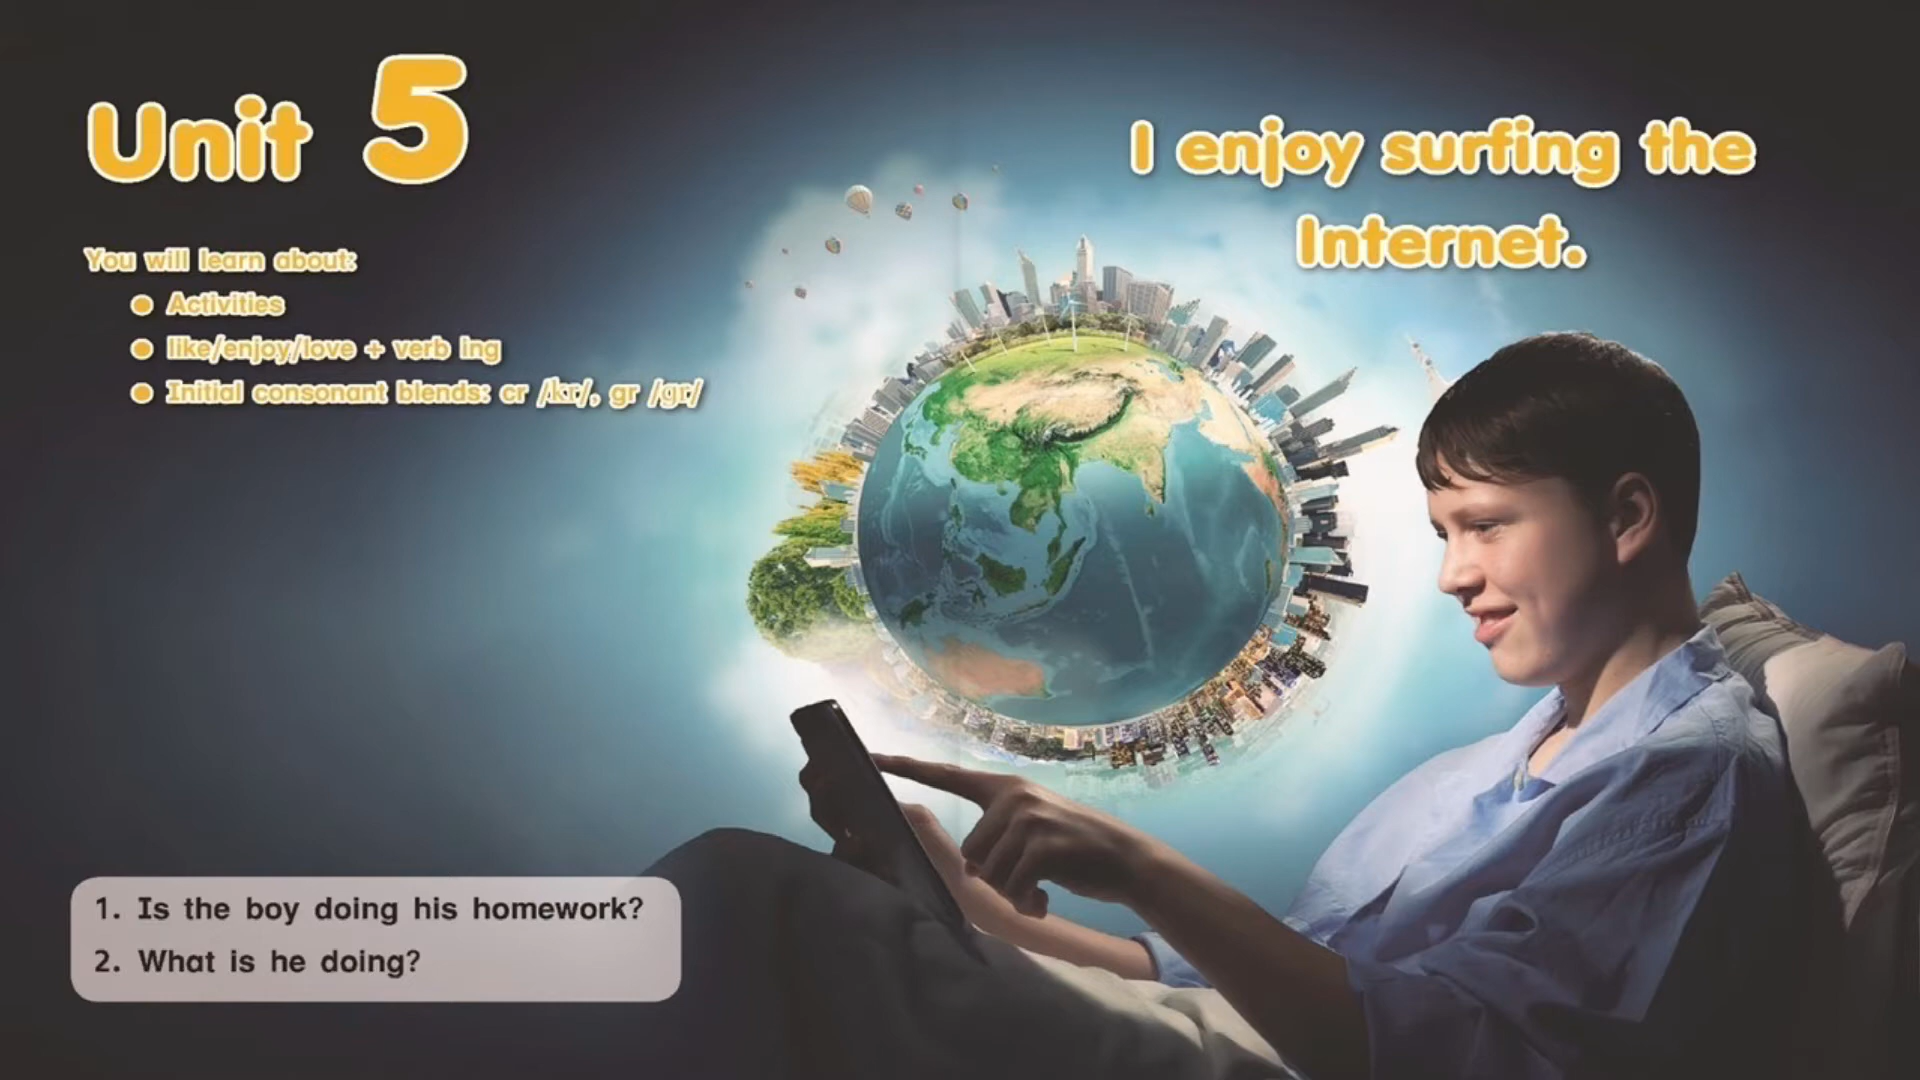 Unit 5
You will learn about:
● Activities
● like/enjoy/love + verb ing
● Initial consonant blends: cr /kr/, gr /gr/
I enjoy surfing the
Internet.
1. Is the boy doing his homework?
2. What is he doing?